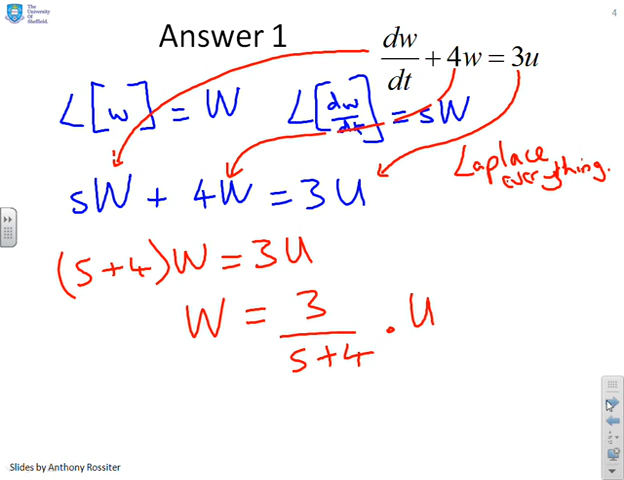 The University Of Sheffield.
4
Answer 1
dw/dt + 4w = 3u
L[w] = W L[dw/dt] = sW
Laplace everything.
sW + 4W = 3U
(s+4)W = 3U
W = 3/(s+4) . U
Slides by Anthony Rossiter